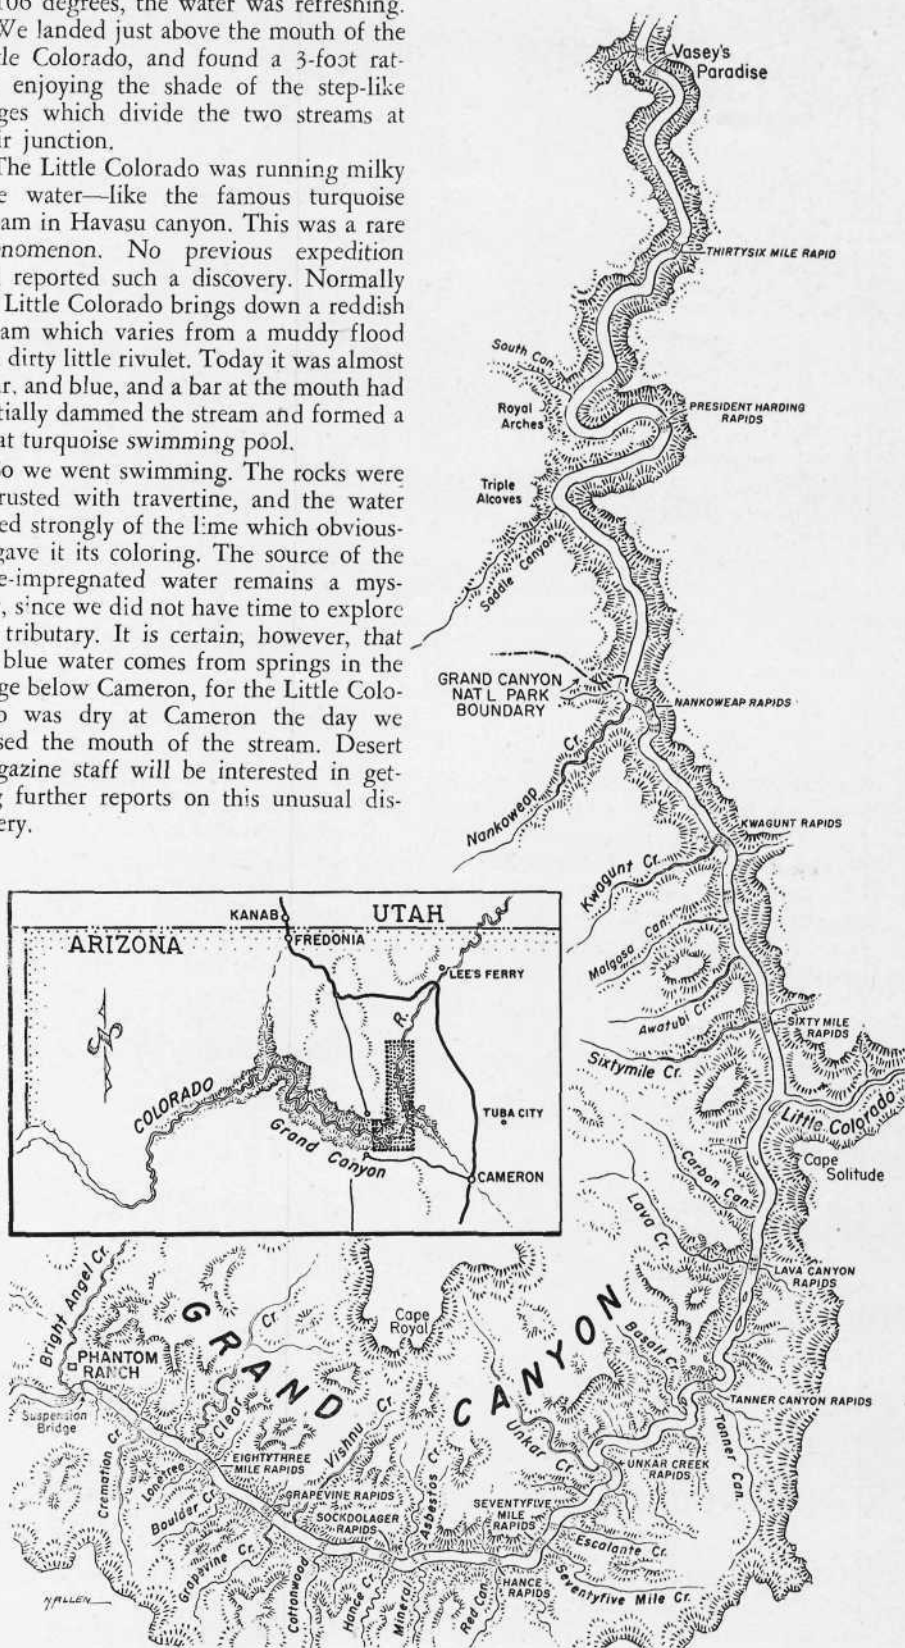 106 degrees, the water was refreshing.
We landed just above the mouth of the
le Colorado, and found a 3-foot rat-
enjoying the shade of the step-like
ges which divide the two streams at
ir junction.
The Little Colorado was running milky
e water—like the famous turquoise
am in Havasu canyon. This was a rare
nomenon. No previous expedition
reported such a discovery. Normally
Little Colorado brings down a reddish
am which varies from a muddy flood
dirty little rivulet. Today it was almost
r, and blue, and a bar at the mouth had
tially dammed the stream and formed a
at turquoise swimming pool.
o we went swimming. The rocks were
rusted with travertine, and the water
ed strongly of the lime which obvious-
gave it its coloring. The source of the
e-impregnated water remains a mys-
, since we did not have time to explore
tributary. It is certain, however, that
blue water comes from springs in the
ge below Cameron, for the Little Colo-
o was dry at Cameron the day we
sed the mouth of the stream. Desert
gazine staff will be interested in get-
g further reports on this unusual dis-
ery.
Vasey's
Paradise
THIRTYSIX MILE RAPID
South Can.
Royal
Arches
PRESIDENT HARDING
RAPIDS
Triple
Alcoves
Saddle Canyon
GRAND CANYON
NAT'L PARK
BOUNDARY
NANKOWEAP RAPIDS
Nankoweap Cr.
KWAGUNT RAPIDS
Kwagunt Cr.
Malgosa Can.
Awatubi Cr.
SIXTY MILE
RAPIDS
Sixtymile Cr.
Little Colorado
Cape
Solitude
Carbon Can.
Lava Cr.
LAVA CANYON
RAPIDS
KANAB
UTAH
ARIZONA
FREDONIA
LEE'S FERRY
R.
N
COLORADO
TUBA CITY
Grand Canyon
CAMERON
GRAND CANYON
Bright Angel Cr.
Cape
Royal
Basalt Cr.
PHANTOM
RANCH
Clear Cr.
TANNER CANYON RAPIDS
Suspension
Bridge
Vishnu Cr.
Unkar Cr.
Tanner Can.
UNKAR CREEK
RAPIDS
Cremation Cr.
EIGHTYTHREE
MILE RAPIDS
Lonetree
GRAPEVINE RAPIDS
Asbestos Cr.
SEVENTYFIVE
MILE
RAPIDS
Boulder Cr.
SOCKDOLAGER
RAPIDS
Escalante Cr.
Grapevine Cr.
Cottonwood
Hance Cr.
Mineral
Red Can.
HANCE
RAPIDS
Seventyfive Mile Cr.
N. ALLEN